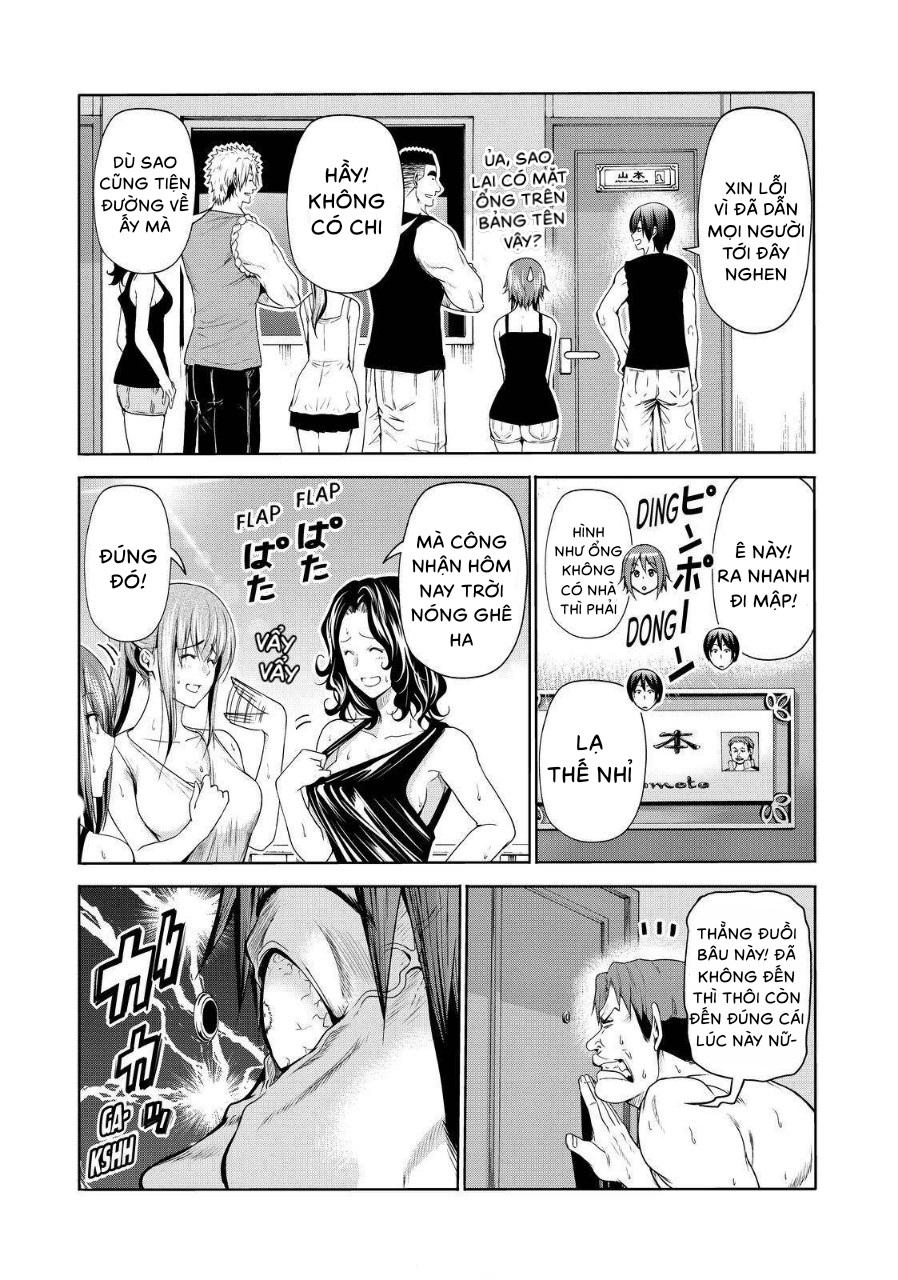 XIN LỖI
VÌ ĐÃ DẪN
MỌI NGƯỜI
TỚI ĐÂY
NGHEN
山本
ỦA, SAO
LẠI CÓ MẶT
ỔNG TRÊN
BẢNG TÊN
VẬY?
HẦY!
KHÔNG
CÓ CHI
DÙ SAO
CŨNG TIỆN
ĐƯỜNG VỀ
ẤY MÀ
Ê NÀY!
RA NHANH
ĐI MẬP!
ピーンポーン
DING
DONG
HÌNH
NHƯ ỔNG
KHÔNG
CÓ NHÀ
THÌ PHẢI
LẠ
THẾ NHỈ
本
omoto
MÀ CÔNG
NHẬN HÔM
NAY TRỜI
NÓNG GHÊ
HA
FLAP
FLAP
ぱた
ぱた
VẨY
VẨY
ĐÚNG
ĐÓ!
THẰNG ĐUỒI
BÂU NÀY! ĐÃ
KHÔNG ĐẾN
THÌ THÔI CÒN
ĐẾN ĐÚNG CÁI
LÚC NÀY NỮ-
ガカッ
GA-
KSHH